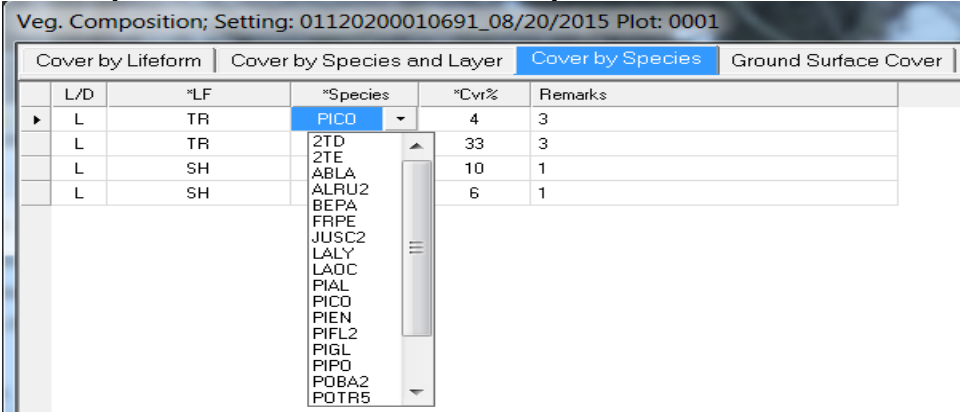 Veg. Composition; Setting: 01120200010691_08/20/2015 Plot: 0001
Cover by Lifeform Cover by Species and Layer Cover by Species Ground Surface Cover
L/D *LF *Species *Cvr% Remarks
L TR PICO 4 3
L TR 33 3
L SH 10 1
L SH 6 1
2TD
2TE
ABLA
ALRU2
BEPA
FRPE
JUSC2
LALY
LAOC
PIAL
PICO
PIEN
PIFL2
PIGL
PIPO
POBA2
POTR5